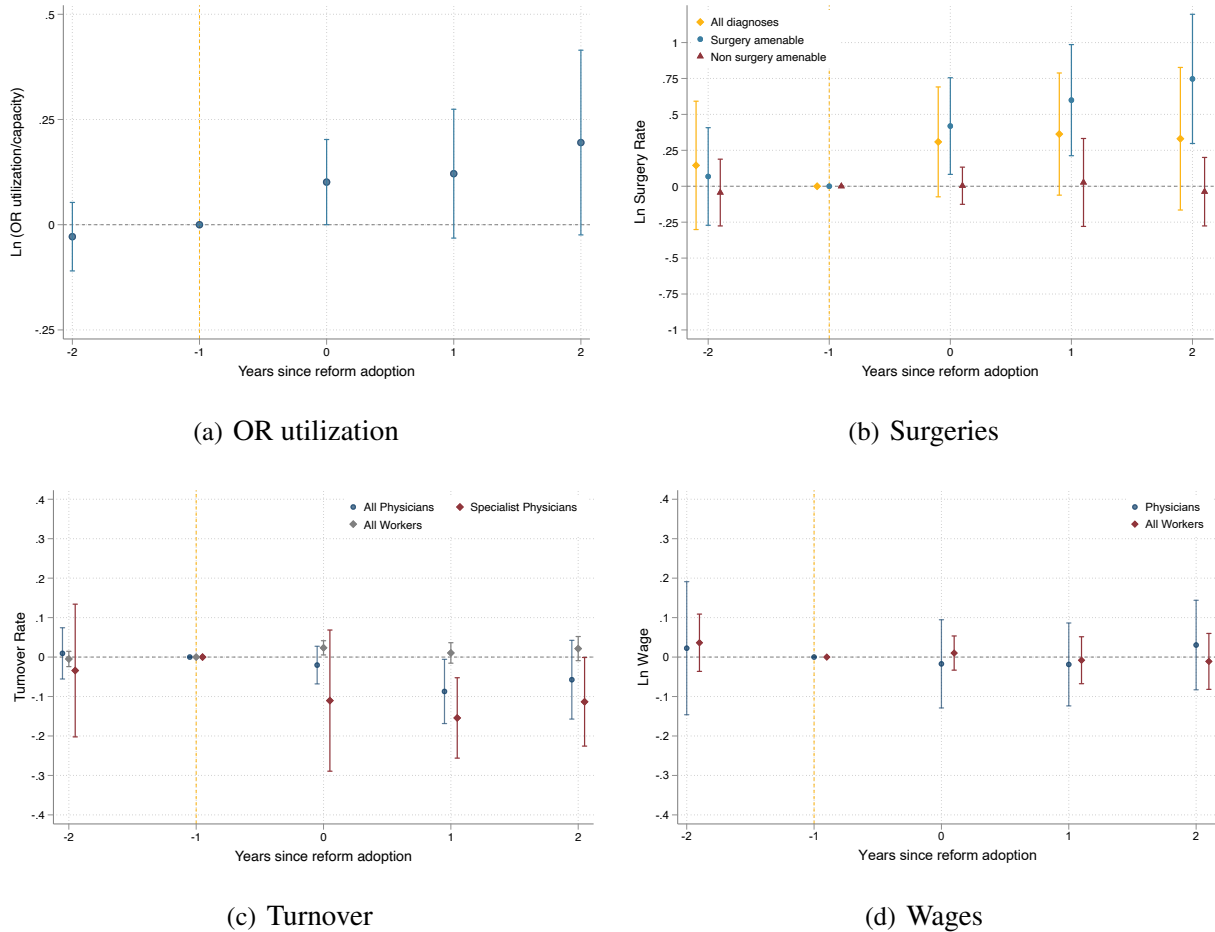 .5
.25
0
-.25
Ln (OR utilization/capacity)
-2 -1 0 1 2
Years since reform adoption
(a) OR utilization
All diagnoses
Surgery amenable
Non surgery amenable
1
.75
.5
.25
0
-.25
-.5
-.75
-1
Ln Surgery Rate
-2 -1 0 1 2
Years since reform adoption
(b) Surgeries
All Physicians Specialist Physicians
All Workers
.4
.3
.2
.1
0
-.1
-.2
-.3
-.4
Turnover Rate
-2 -1 0 1 2
Years since reform adoption
(c) Turnover
Physicians
All Workers
.4
.3
.2
.1
0
-.1
-.2
-.3
-.4
Ln Wage
-2 -1 0 1 2
Years since reform adoption
(d) Wages